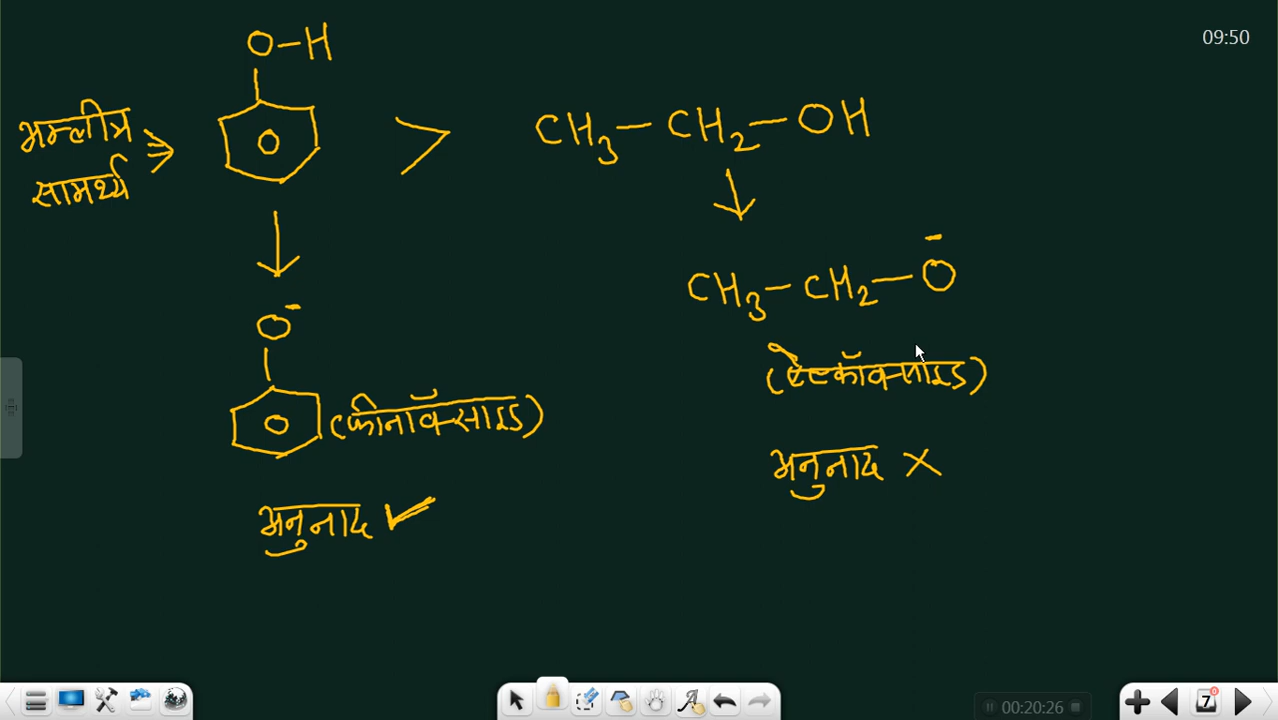 09:50
O-H
अम्लीय
सामर्थ्य
>
CH3-CH2-OH
O-
(फीनॉक्साइड)
अनुनाद ✓
CH3-CH2-O-
(ऐल्कॉक्साइड)
अनुनाद ×
7
00:20:26